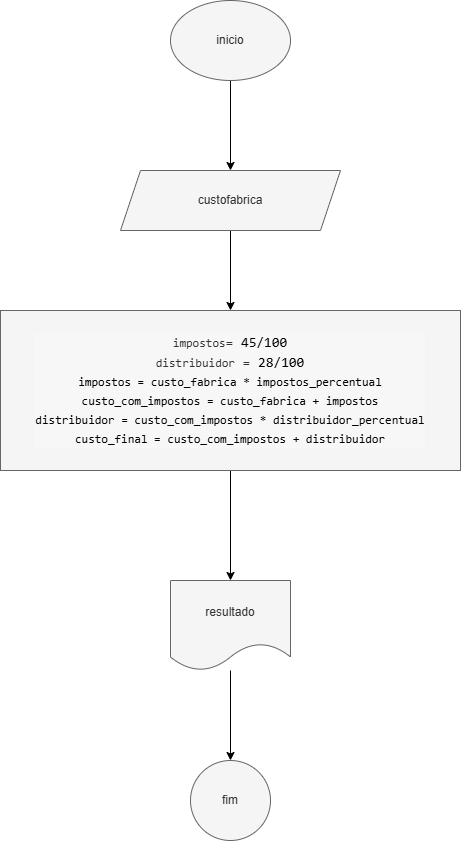 inicio
custofabrica
impostos= 45/100
distribuidor = 28/100
impostos = custo_fabrica * impostos_percentual
custo_com_impostos = custo_fabrica + impostos
distribuidor = custo_com_impostos * distribuidor_percentual
custo_final = custo_com_impostos + distribuidor
resultado
fim